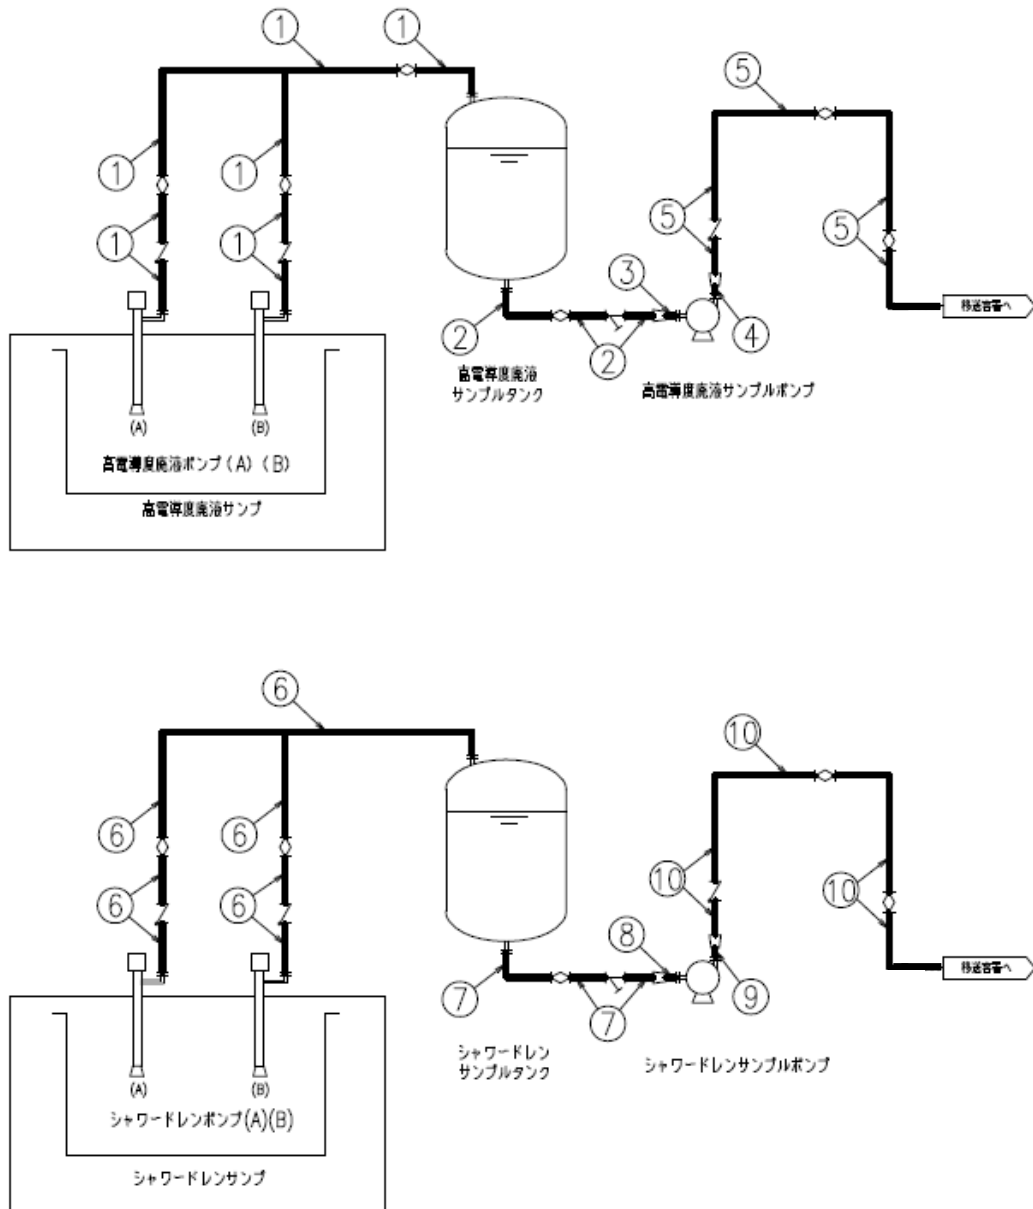 ① ①
⑤
① ①
① ①
⑤ ⑤
③
移送容器へ
② ② ④
高電導度廃液
サンプルタンク
高電導度廃液サンプルポンプ
(A) (B)
高電導度廃液ポンプ(A)(B)
高電導度廃液サンプ
⑥
⑩
⑥ ⑥
⑥ ⑥
⑩ ⑩
⑧
移送容器へ
⑦ ⑦ ⑨
シャワードレン
サンプルタンク
シャワードレンサンプルポンプ
(A) (B)
シャワードレンポンプ(A)(B)
シャワードレンサンプ